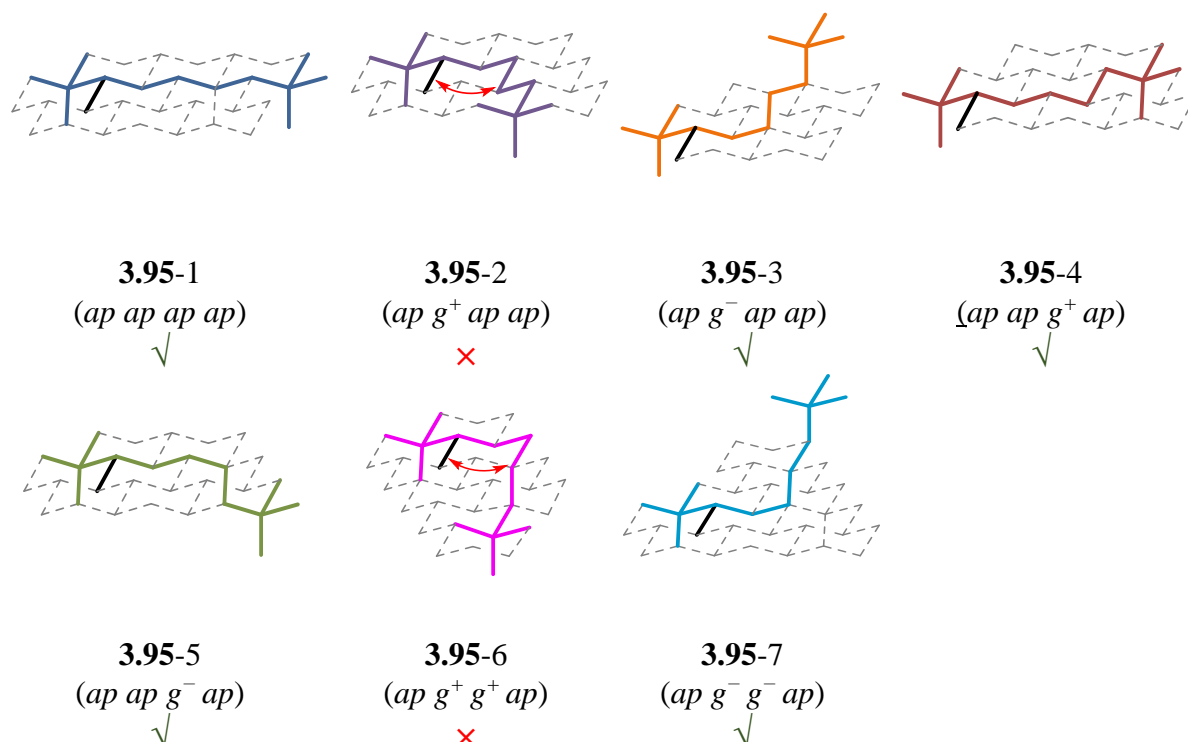 3.95-1 3.95-2 3.95-3 3.95-4
(ap ap ap ap) (ap g⁺ ap ap) (ap g⁻ ap ap) (ap ap g⁺ ap)
√ × √ √
3.95-5 3.95-6 3.95-7
(ap ap g⁻ ap) (ap g⁺ g⁺ ap) (ap g⁻ g⁻ ap)
√ × √